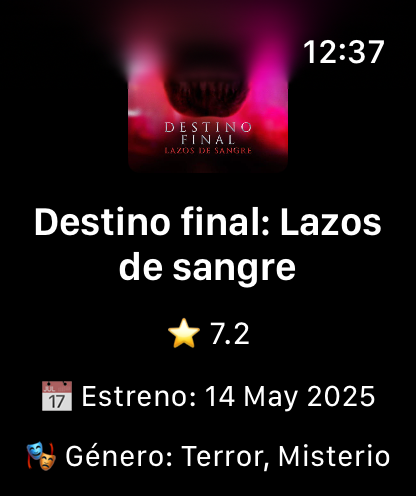 12:37
DESTINO
FINAL
LAZOS DE SANGRE
Destino final: Lazos
de sangre
⭐ 7.2
📅 Estreno: 14 May 2025
🎭 Género: Terror, Misterio